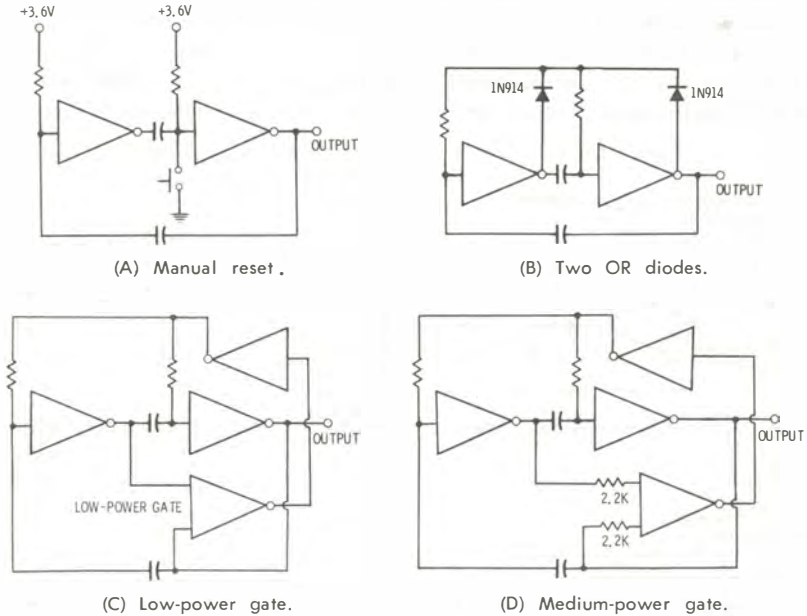 +3.6V
+3.6V
OUTPUT
(A) Manual reset.
1N914
1N914
OUTPUT
(B) Two OR diodes.
OUTPUT
LOW-POWER GATE
(C) Low-power gate.
OUTPUT
2.2K
2.2K
(D) Medium-power gate.